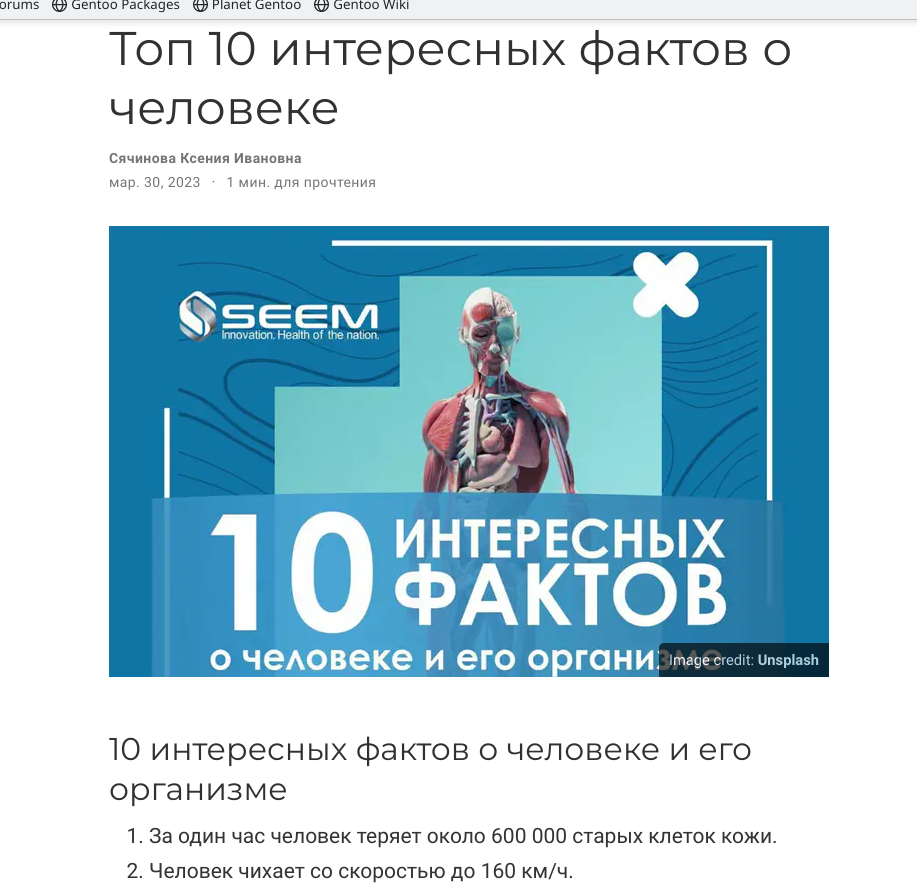 orums Gentoo Packages Planet Gentoo Gentoo Wiki
Топ 10 интересных фактов о
человеке
Сячинова Ксения Ивановна
мар. 30, 2023 · 1 мин. для прочтения
SEEM
Innovation. Health of the nation.
10 ИНТЕРЕСНЫХ
ФАКТОВ
о человеке и его организме
Image credit: Unsplash
10 интересных фактов о человеке и его
организме
1. За один час человек теряет около 600 000 старых клеток кожи.
2. Человек чихает со скоростью до 160 км/ч.